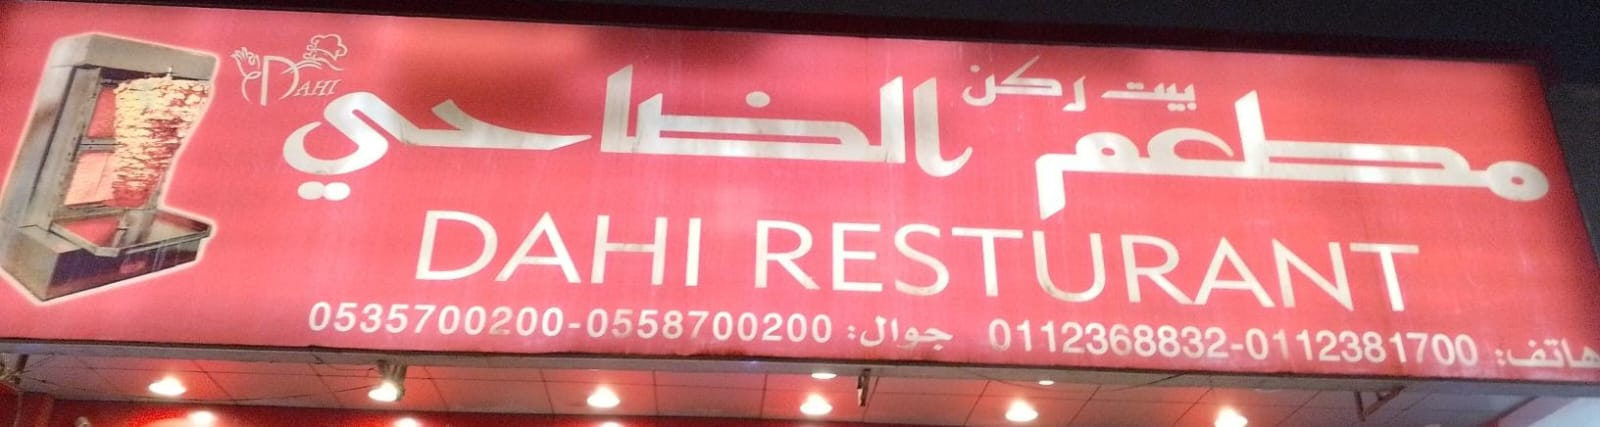 DAHI
بيت ركن
مطعم الضاحي
DAHI RESTURANT
هاتف: 0112381700-0112368832 جوال: 0558700200-0535700200